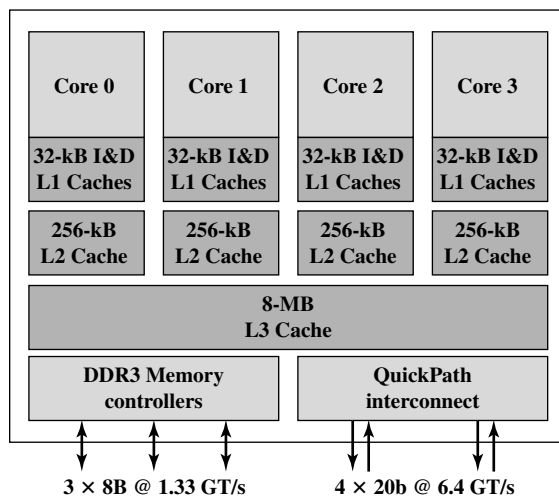 Core 0
Core 1
Core 2
Core 3
32-kB I&D
L1 Caches
32-kB I&D
L1 Caches
32-kB I&D
L1 Caches
32-kB I&D
L1 Caches
256-kB
L2 Cache
256-kB
L2 Cache
256-kB
L2 Cache
256-kB
L2 Cache
8-MB
L3 Cache
DDR3 Memory
controllers
QuickPath
interconnect
3 × 8B @ 1.33 GT/s
4 × 20b @ 6.4 GT/s